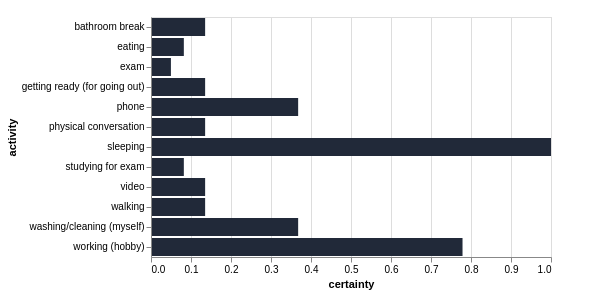 bathroom break
eating
exam
getting ready (for going out)
phone
physical conversation
sleeping
studying for exam
video
walking
washing/cleaning (myself)
working (hobby)
activity
0.0 0.1 0.2 0.3 0.4 0.5 0.6 0.7 0.8 0.9 1.0
certainty